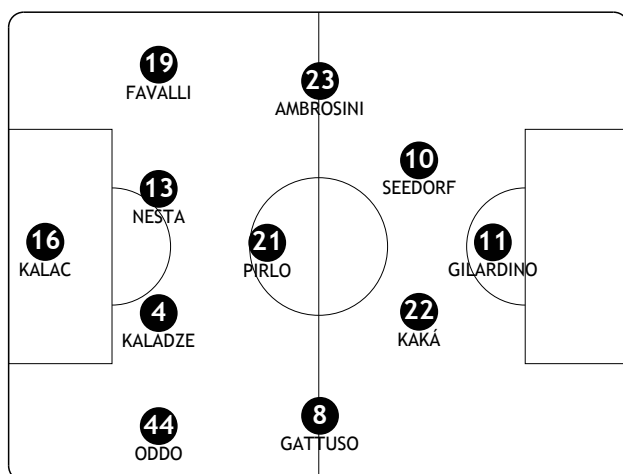 19
FAVALLI
23
AMBROSINI
10
SEEDORF
13
NESTA
16
KALAC
21
PIRLO
11
GILARDINO
4
KALADZE
22
KAKÁ
44
ODDO
8
GATTUSO